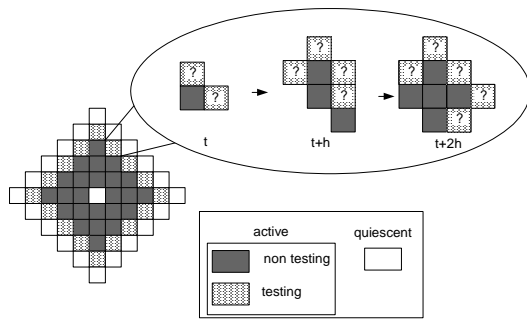 ?
? ?
t
?
? ?
?
t+h
?
? ? ?
?
t+2h
active quiescent
non testing
testing